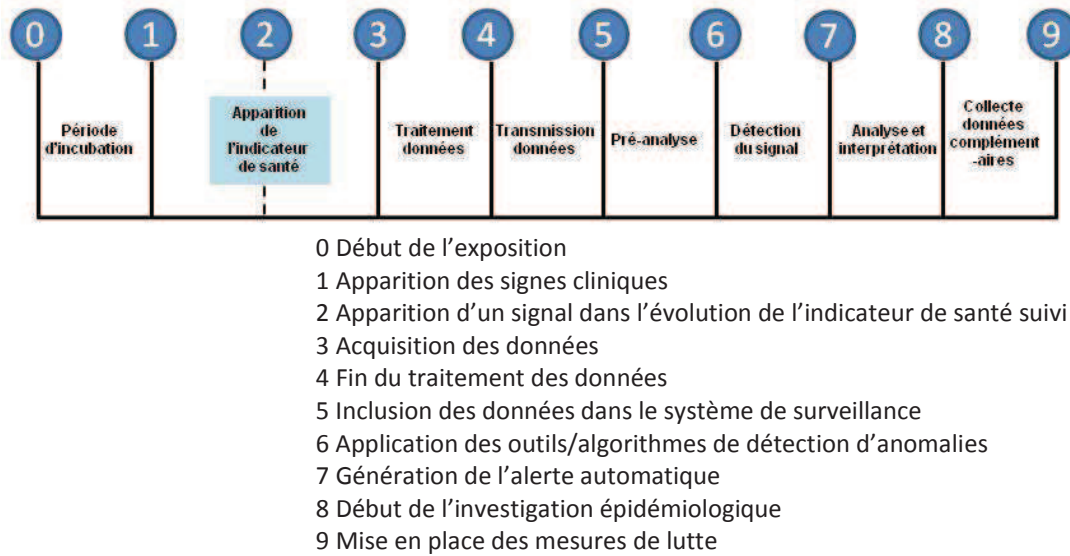 0 1 2 3 4 5 6 7 8 9
Période
d'incubation
Apparition
de
l'indicateur
de santé
Traitement
données
Transmission
données
Pré-analyse
Détection
du signal
Analyse et
interprétation
Collecte
données
complément
-aires
0 Début de l’exposition
1 Apparition des signes cliniques
2 Apparition d’un signal dans l’évolution de l’indicateur de santé suivi
3 Acquisition des données
4 Fin du traitement des données
5 Inclusion des données dans le système de surveillance
6 Application des outils/algorithmes de détection d’anomalies
7 Génération de l’alerte automatique
8 Début de l’investigation épidémiologique
9 Mise en place des mesures de lutte